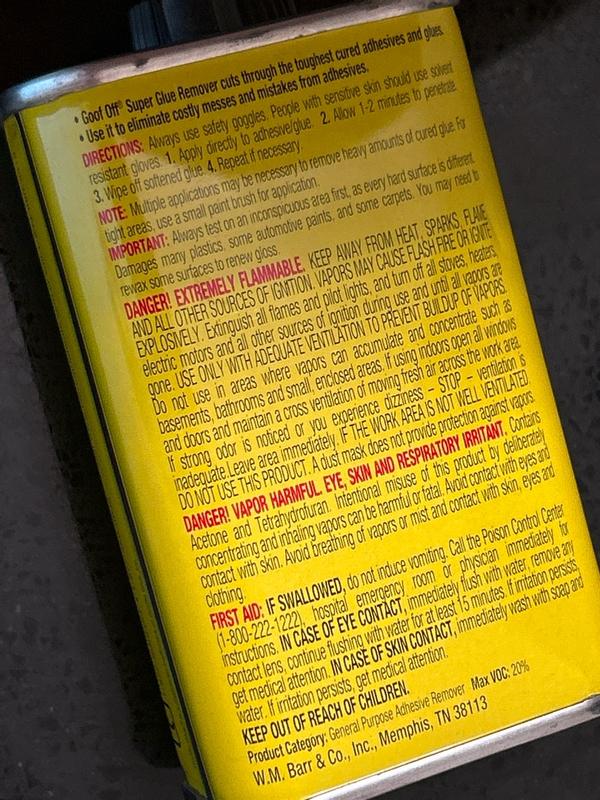 • Goof Off® Super Glue Remover cuts through the toughest cured adhesives and glues.
• Use it to eliminate costly messes and mistakes from adhesives.
DIRECTIONS: Always use safety goggles. People with sensitive skin should use solvent
resistant gloves. 1. Apply directly to adhesive/glue. 2. Allow 1-2 minutes to penetrate.
3. Wipe off softened glue. 4. Repeat if necessary.
NOTE: Multiple applications may be necessary to remove heavy amounts of cured glue. For
tight areas, use a small paint brush for application.
IMPORTANT: Always test on an inconspicuous area first, as every hard surface is different.
Damages many plastics, some automotive paints, and some carpets. You may need to
rewax some surfaces to renew gloss.
DANGER! EXTREMELY FLAMMABLE. KEEP AWAY FROM HEAT, SPARKS, FLAME
AND ALL OTHER SOURCES OF IGNITION. VAPORS MAY CAUSE FLASH FIRE OR IGNITE
EXPLOSIVELY. Extinguish all flames and pilot lights, and turn off all stoves, heaters,
electric motors and all other sources of ignition during use and until all vapors are
gone. USE ONLY WITH ADEQUATE VENTILATION TO PREVENT BUILDUP OF VAPORS.
Do not use in areas where vapors can accumulate and concentrate such as
basements, bathrooms and small, enclosed areas. If using indoors open all windows
and doors and maintain a cross ventilation of moving fresh air across the work area.
If strong odor is noticed or you experience dizziness – STOP – ventilation is
inadequate. Leave area immediately. IF THE WORK AREA IS NOT WELL VENTILATED,
DO NOT USE THIS PRODUCT. A dust mask does not provide protection against vapors.
DANGER! VAPOR HARMFUL. EYE, SKIN AND RESPIRATORY IRRITANT. Contains
Acetone and Tetrahydrofuran. Intentional misuse of this product by deliberately
concentrating and inhaling vapors can be harmful or fatal. Avoid contact with eyes and
contact with skin. Avoid breathing of vapors or mist and contact with skin, eyes and
clothing.
FIRST AID: IF SWALLOWED, do not induce vomiting. Call the Poison Control Center
(1-800-222-1222), hospital emergency room or physician immediately for
instructions. IN CASE OF EYE CONTACT, immediately flush with water, remove any
contact lens, continue flushing with water for at least 15 minutes. If irritation persists,
get medical attention. IN CASE OF SKIN CONTACT, immediately wash with soap and
water. If irritation persists, get medical attention.
KEEP OUT OF REACH OF CHILDREN.
Product Category: General Purpose Adhesive Remover Max VOC: 20%
W.M. Barr & Co., Inc., Memphis, TN 38113